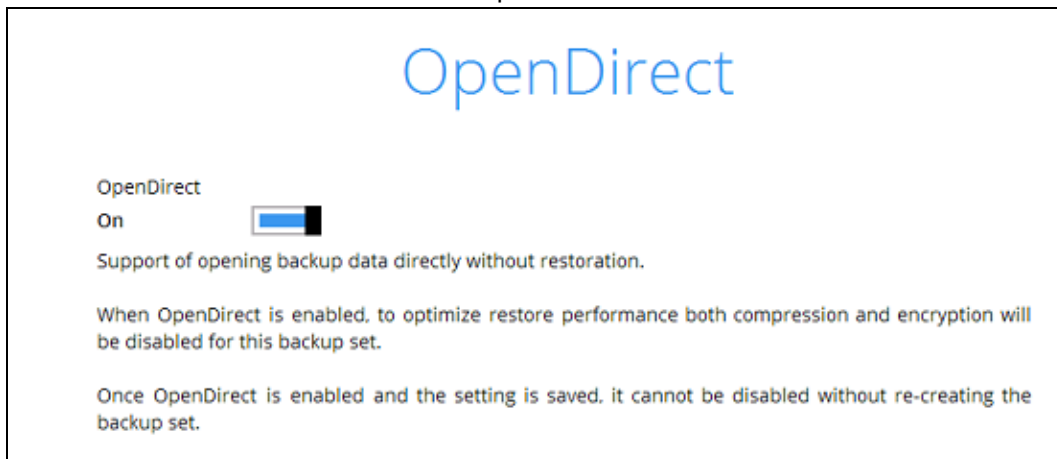 OpenDirect
OpenDirect
On
Support of opening backup data directly without restoration.
When OpenDirect is enabled, to optimize restore performance both compression and encryption will
be disabled for this backup set.
Once OpenDirect is enabled and the setting is saved, it cannot be disabled without re-creating the
backup set.